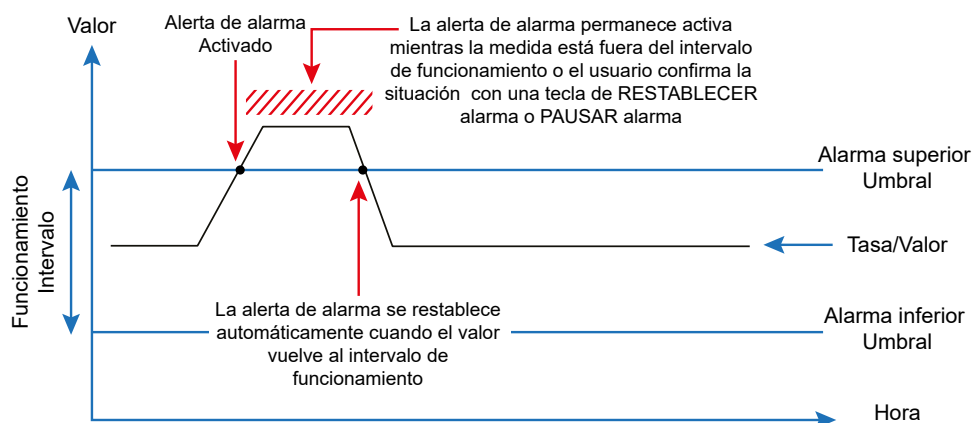 Valor
Alerta de alarma
Activado
La alerta de alarma permanece activa
mientras la medida está fuera del intervalo
de funcionamiento o el usuario confirma la
situación con una tecla de RESTABLECER
alarma o PAUSAR alarma
Alarma superior
Umbral
Funcionamiento
Intervalo
Tasa/Valor
La alerta de alarma se restablece
automáticamente cuando el valor
vuelve al intervalo de
funcionamiento
Alarma inferior
Umbral
Hora